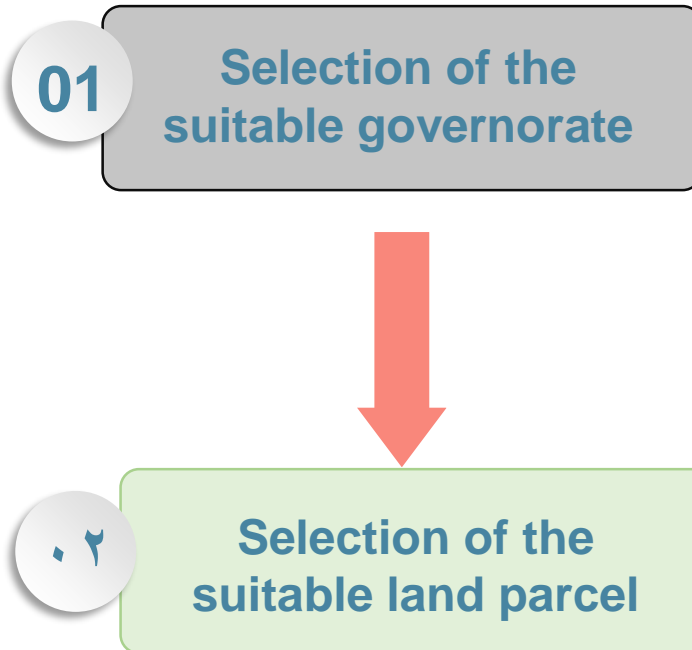 01
Selection of the
suitable governorate
٠٢
Selection of the
suitable land parcel